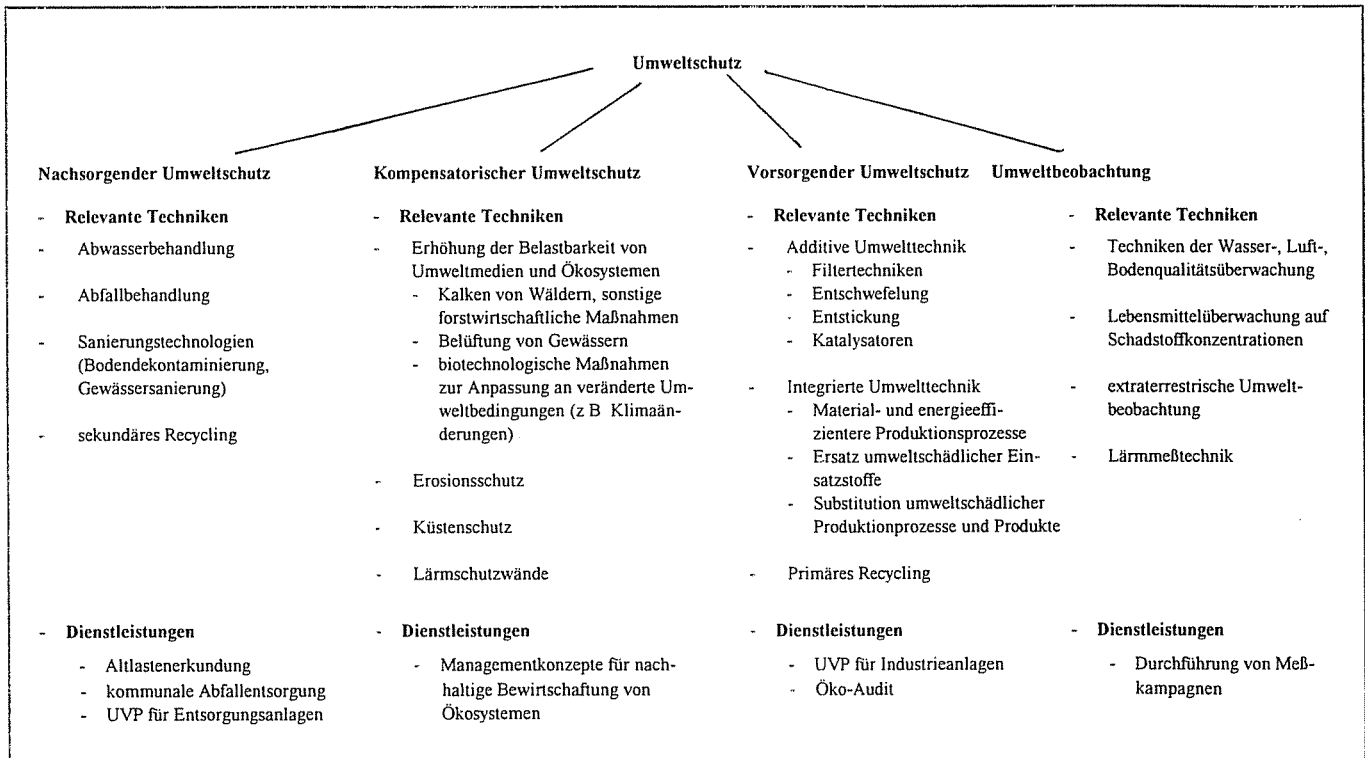 Umweltschutz
Nachsorgender Umweltschutz
- Relevante Techniken
- Abwasserbehandlung
- Abfallbehandlung
- Sanierungstechnologien
(Bodendekontaminierung,
Gewässersanierung)
- sekundäres Recycling
- Dienstleistungen
- Altlastenerkundung
- kommunale Abfallentsorgung
- UVP für Entsorgungsanlagen
Kompensatorischer Umweltschutz
- Relevante Techniken
- Erhöhung der Belastbarkeit von
Umweltmedien und Ökosystemen
- Kalken von Wäldern, sonstige
forstwirtschaftliche Maßnahmen
- Belüftung von Gewässern
- biotechnologische Maßnahmen
zur Anpassung an veränderte Um-
weltbedingungen (z B Klimaän-
derungen)
- Erosionsschutz
- Küstenschutz
- Lärmschutzwände
- Dienstleistungen
- Managementkonzepte für nach-
haltige Bewirtschaftung von
Ökosystemen
Vorsorgender Umweltschutz
- Relevante Techniken
- Additive Umwelttechnik
- Filtertechniken
- Entschwefelung
- Entstickung
- Katalysatoren
- Integrierte Umwelttechnik
- Material- und energieeffi-
zientere Produktionsprozesse
- Ersatz umweltschädlicher Ein-
satzstoffe
- Substitution umweltschädlicher
Produktionprozesse und Produkte
- Primäres Recycling
- Dienstleistungen
- UVP für Industrieanlagen
- Öko-Audit
Umweltbeobachtung
- Relevante Techniken
- Techniken der Wasser-, Luft-,
Bodenqualitätsüberwachung
- Lebensmittelüberwachung auf
Schadstoffkonzentrationen
- extraterrestrische Umwelt-
beobachtung
- Lärmmeßtechnik
- Dienstleistungen
- Durchführung von Meß-
kampagnen